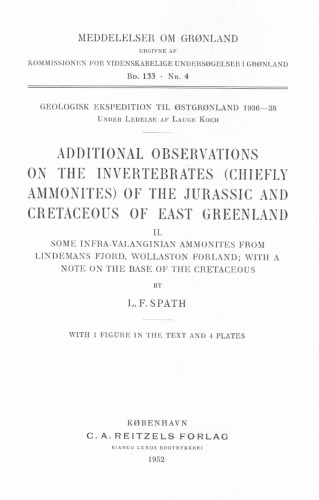 MEDDELELSER OM GRØNLAND
UDGIVNE AF
KOMMISSIONEN FOR VIDENSKABELIGE UNDERSØGELSER I GRØNLAND
BD. 133 · NR. 4
GEOLOGISK EKSPEDITION TIL ØSTGRØNLAND 1936—38
UNDER LEDELSE AF LAUGE KOCH
ADDITIONAL OBSERVATIONS
ON THE INVERTEBRATES (CHIEFLY
AMMONITES) OF THE JURASSIC AND
CRETACEOUS OF EAST GREENLAND
II.
SOME INFRA-VALANGINIAN AMMONITES FROM
LINDEMANS FJORD, WOLLASTON FORLAND; WITH A
NOTE ON THE BASE OF THE CRETACEOUS
BY
L. F. SPATH
WITH 1 FIGURE IN THE TEXT AND 4 PLATES
KØBENHAVN
C. A. REITZELS FORLAG
BIANCO LUNOS BOGTRYKKERI
1952